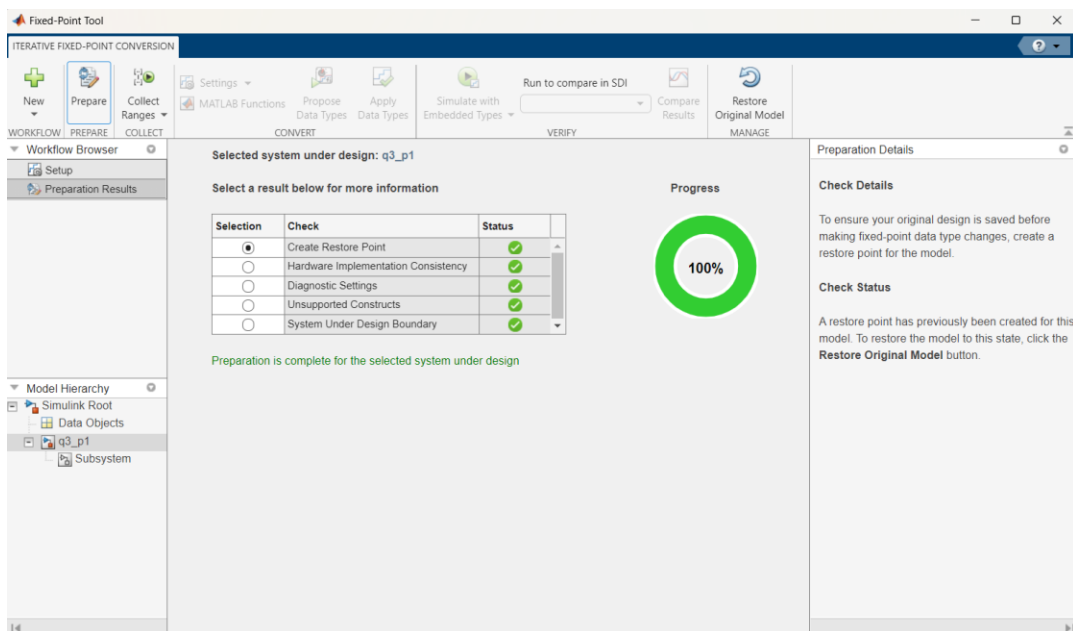 Fixed-Point Tool
ITERATIVE FIXED-POINT CONVERSION
?
New
Prepare
Collect
Ranges
Settings
MATLAB Functions
Propose
Data Types
Apply
Data Types
Simulate with
Embedded Types
Run to compare in SDI
Compare
Results
Restore
Original Model
WORKFLOW
PREPARE
COLLECT
CONVERT
VERIFY
MANAGE
Workflow Browser
Setup
Preparation Results
Model Hierarchy
Simulink Root
Data Objects
q3_p1
Subsystem
Selected system under design: q3_p1
Select a result below for more information
Selection Check Status
Create Restore Point
Hardware Implementation Consistency
Diagnostic Settings
Unsupported Constructs
System Under Design Boundary
Preparation is complete for the selected system under design
Progress
100%
Preparation Details
Check Details
To ensure your original design is saved before
making fixed-point data type changes, create a
restore point for the model.
Check Status
A restore point has previously been created for this
model. To restore the model to this state, click the
Restore Original Model button.